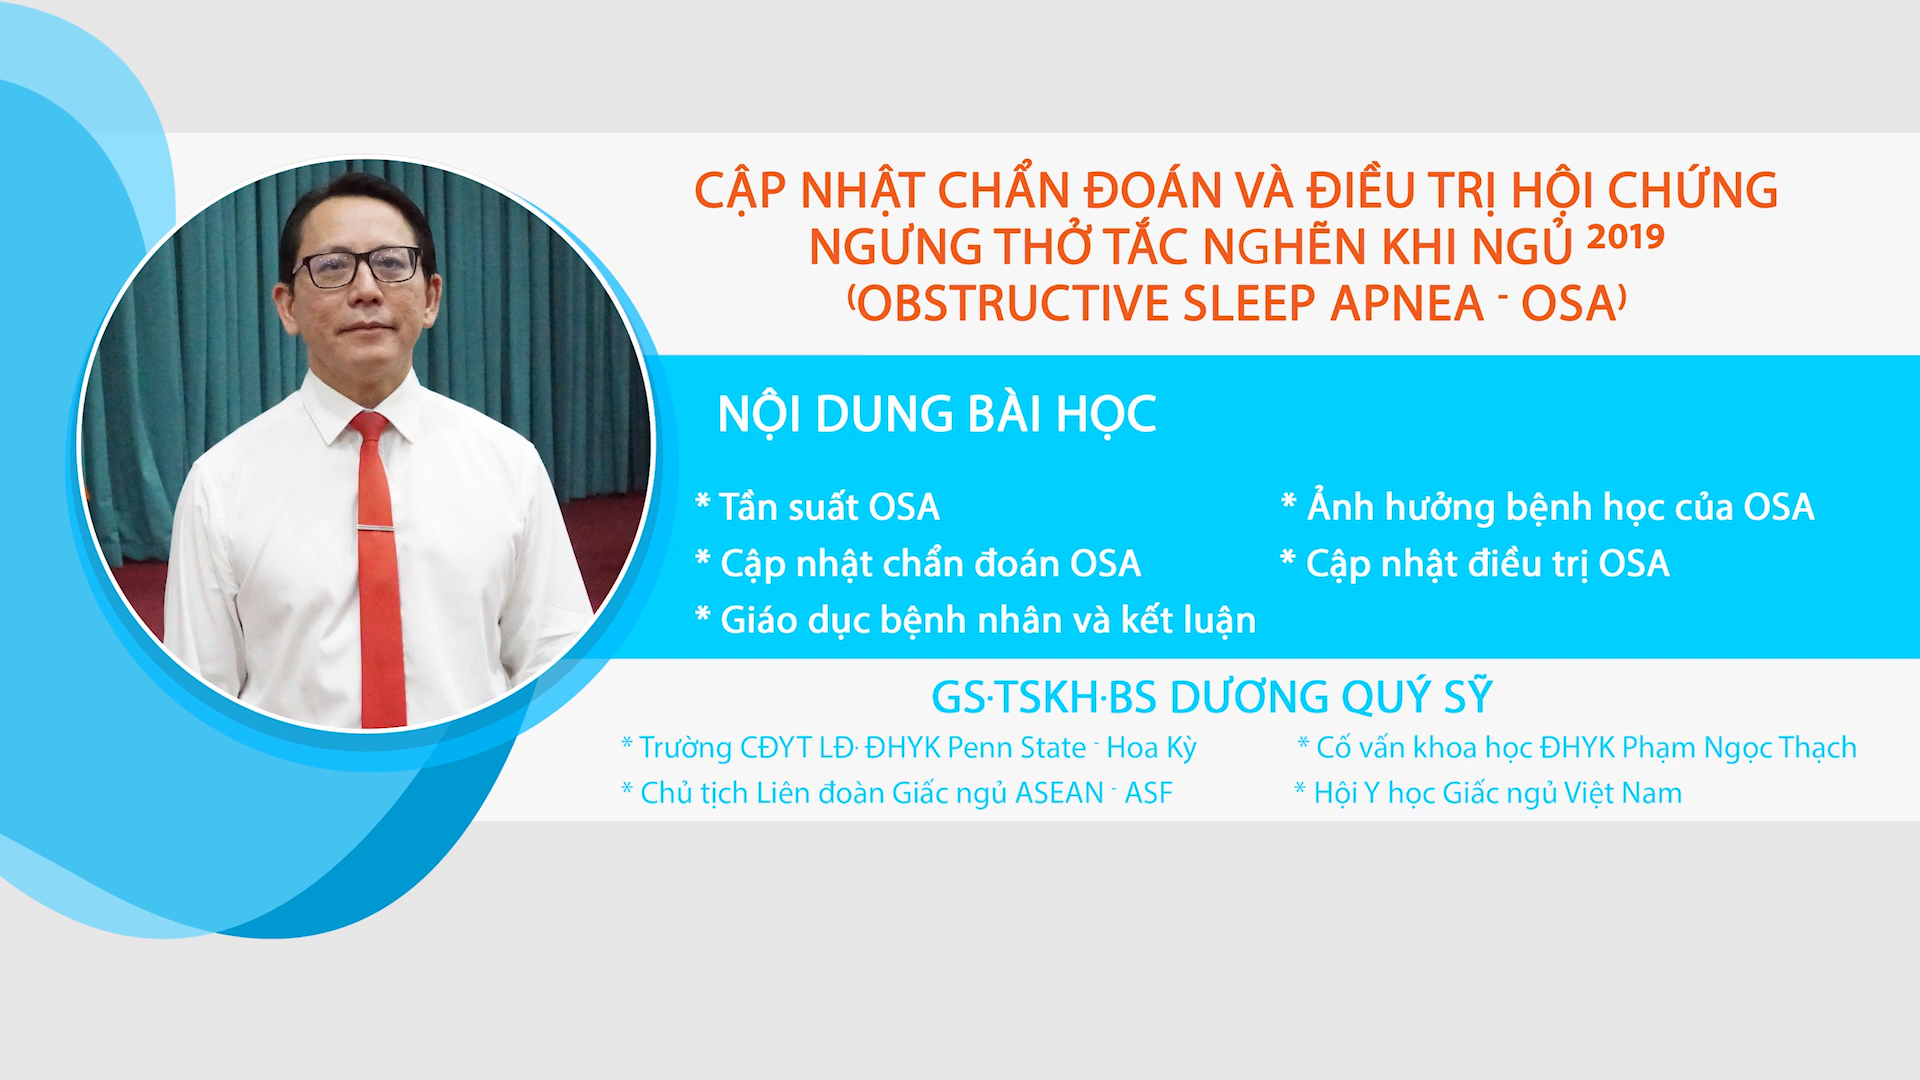 CẬP NHẬT CHẨN ĐOÁN VÀ ĐIỀU TRỊ HỘI CHỨNG
NGƯNG THỞ TẮC NGHẼN KHI NGỦ 2019
(OBSTRUCTIVE SLEEP APNEA - OSA)
NỘI DUNG BÀI HỌC
* Tần suất OSA
* Ảnh hưởng bệnh học của OSA
* Cập nhật chẩn đoán OSA
* Cập nhật điều trị OSA
* Giáo dục bệnh nhân và kết luận
GS.TSKH.BS DƯƠNG QUÝ SỸ
* Trường CĐYT LĐ. ĐHYK Penn State - Hoa Kỳ
* Cố vấn khoa học ĐHYK Phạm Ngọc Thạch
* Chủ tịch Liên đoàn Giấc ngủ ASEAN - ASF
* Hội Y học Giấc ngủ Việt Nam